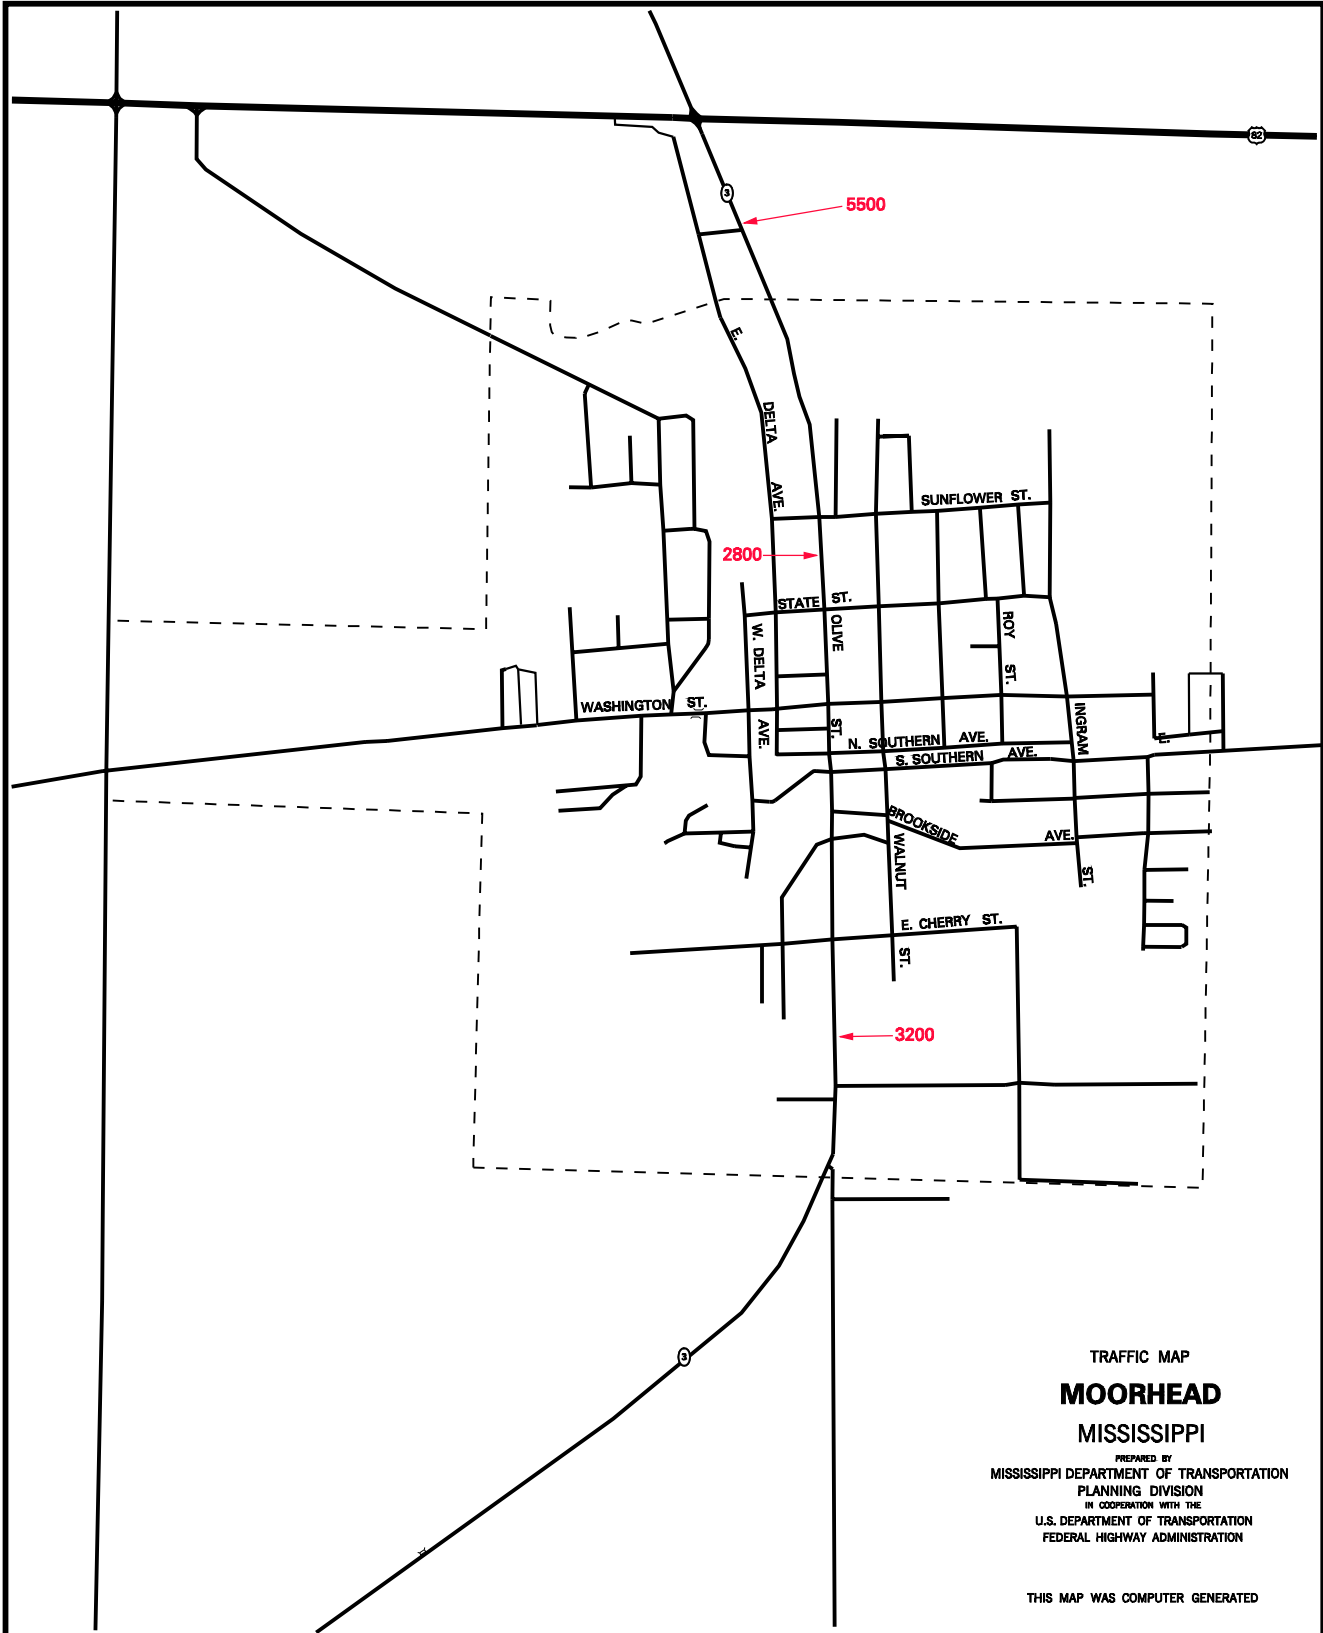 82
3
5500
E.
DELTA
AVE.
SUNFLOWER ST.
2800
STATE ST.
OLIVE
ST.
ROY
ST.
W. DELTA
AVE.
WASHINGTON ST.
INGRAM
ST.
N. SOUTHERN AVE.
E.
S. SOUTHERN AVE.
BROOKSIDE
AVE.
WALNUT
ST.
E. CHERRY ST.
3200
3
TRAFFIC MAP
MOORHEAD
MISSISSIPPI
PREPARED BY
MISSISSIPPI DEPARTMENT OF TRANSPORTATION
PLANNING DIVISION
IN COOPERATION WITH THE
U.S. DEPARTMENT OF TRANSPORTATION
FEDERAL HIGHWAY ADMINISTRATION
THIS MAP WAS COMPUTER GENERATED